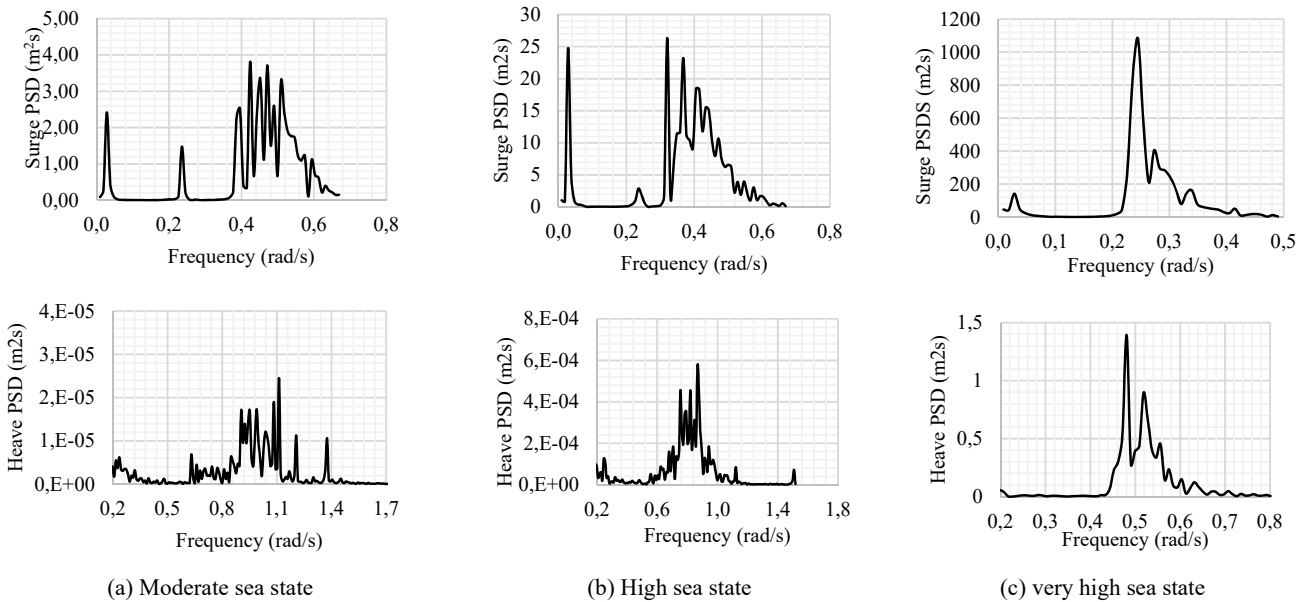 Surge PSD (m²s)
5,00
4,00
3,00
2,00
1,00
0,00
0,0 0,2 0,4 0,6 0,8
Frequency (rad/s)
Surge PSD (m2s)
30
25
20
15
10
5
0
0,0 0,2 0,4 0,6 0,8
Frequency (rad/s)
Surge PSDS (m2s)
1200
1000
800
600
400
200
0
0,0 0,1 0,2 0,3 0,4 0,5
Frequency (rad/s)
Heave PSD (m2s)
4,E-05
3,E-05
2,E-05
1,E-05
0,E+00
0,2 0,5 0,8 1,1 1,4 1,7
Frequency (rad/s)
Heave PSD (m2s)
8,E-04
6,E-04
4,E-04
2,E-04
0,E+00
0,2 0,6 1,0 1,4 1,8
Frequency (rad/s)
Heave PSD (m2s)
1,5
1
0,5
0
0,2 0,3 0,4 0,5 0,6 0,7 0,8
Frequency (rad/s)
(a) Moderate sea state
(b) High sea state
(c) very high sea state